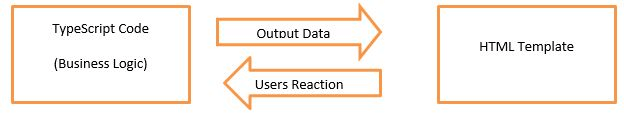 TypeScript Code
(Business Logic)
Output Data
Users Reaction
HTML Template